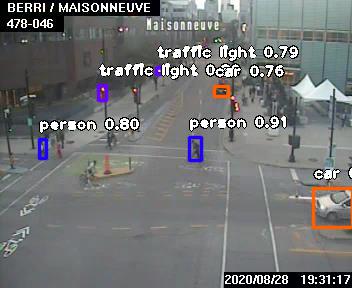 BERRI / MAISONNEUVE
478-046
Maisonneuve
traffic light 0.79
traffic light 0.
car 0.76
person 0.80
person 0.91
car
2020/08/28 19:31:17